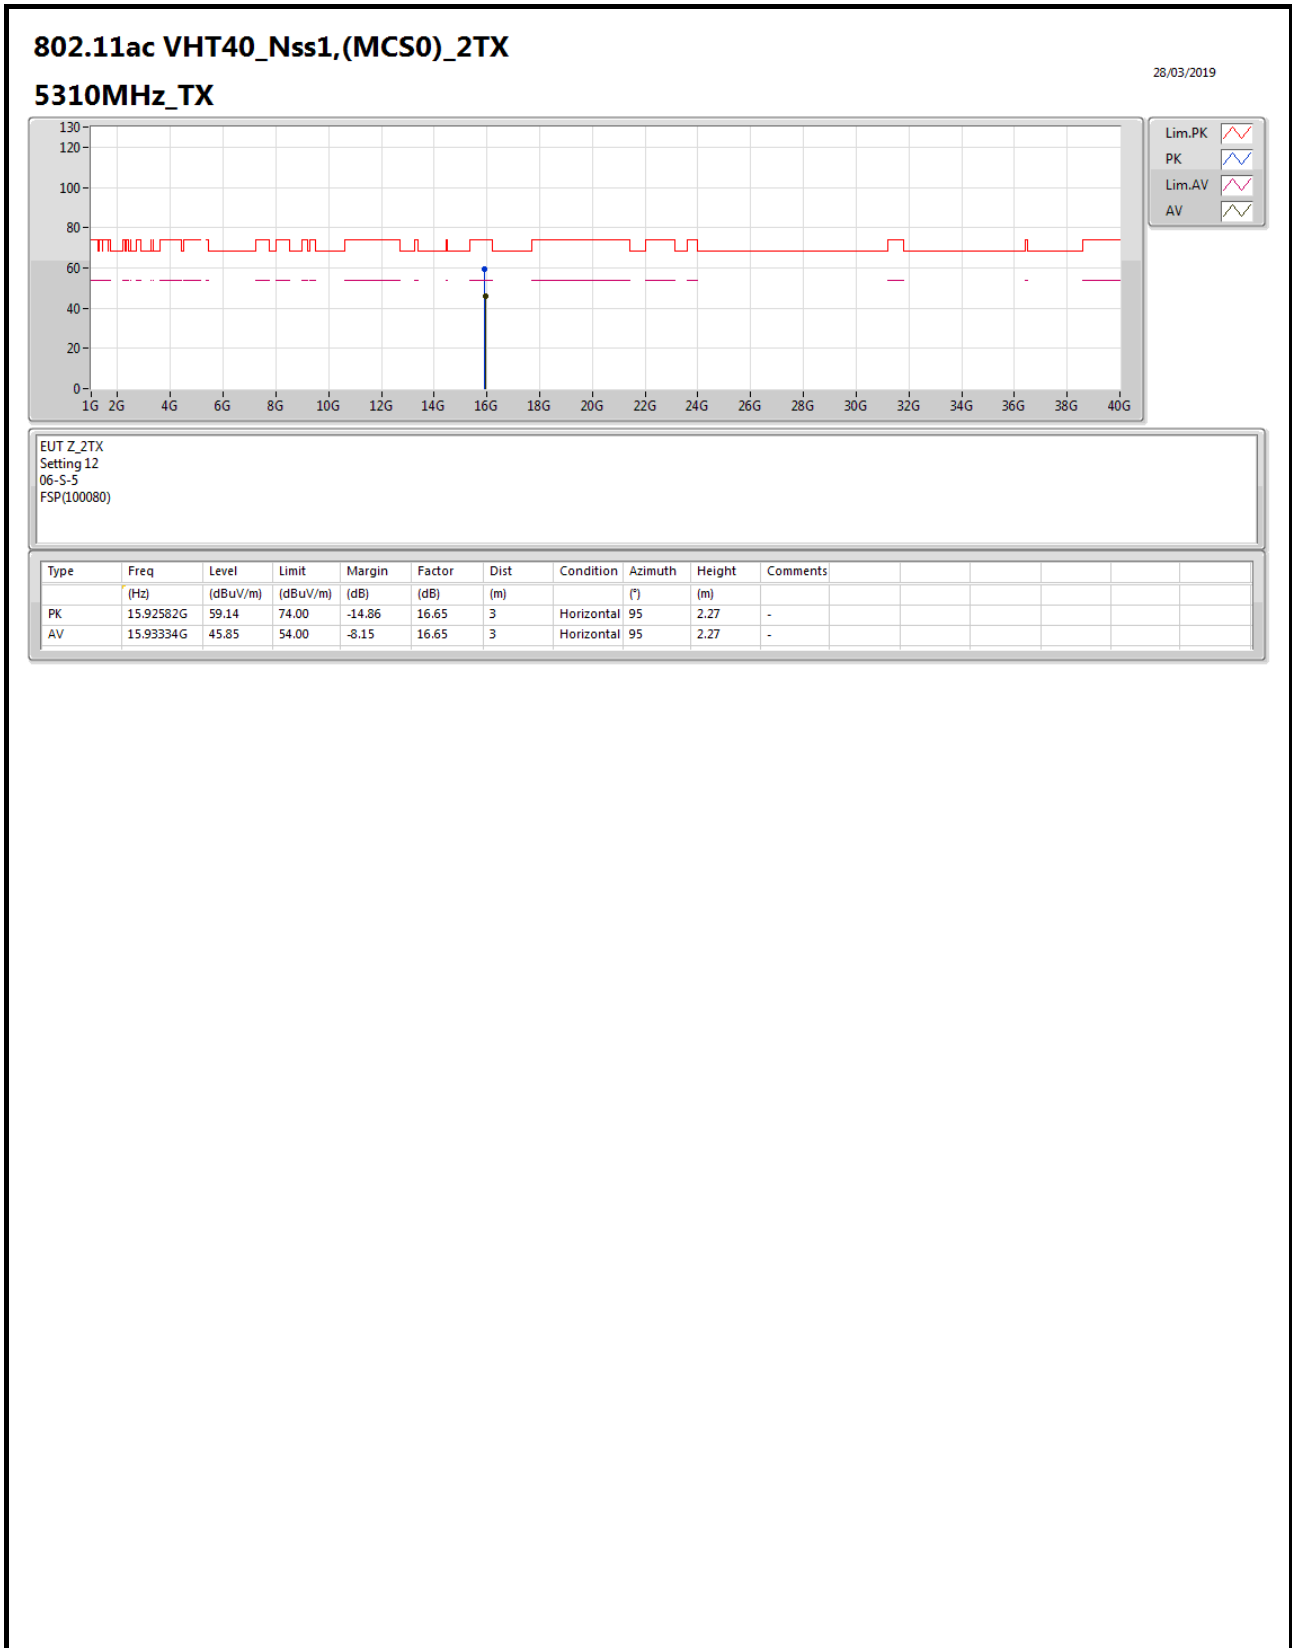 802.11ac VHT40_Nss1,(MCS0)_2TX
28/03/2019
5310MHz_TX
130
120
100
80
60
40
20
0
1G 2G 4G 6G 8G 10G 12G 14G 16G 18G 20G 22G 24G 26G 28G 30G 32G 34G 36G 38G 40G
Lim.PK
PK
Lim.AV
AV
EUT Z_2TX
Setting 12
06-S-5
FSP(100080)
Type Freq Level Limit Margin Factor Dist Condition Azimuth Height Comments
(Hz) (dBuV/m) (dBuV/m) (dB) (dB) (m) (°) (m)
PK 15.92582G 59.14 74.00 -14.86 16.65 3 Horizontal 95 2.27 -
AV 15.93334G 45.85 54.00 -8.15 16.65 3 Horizontal 95 2.27 -